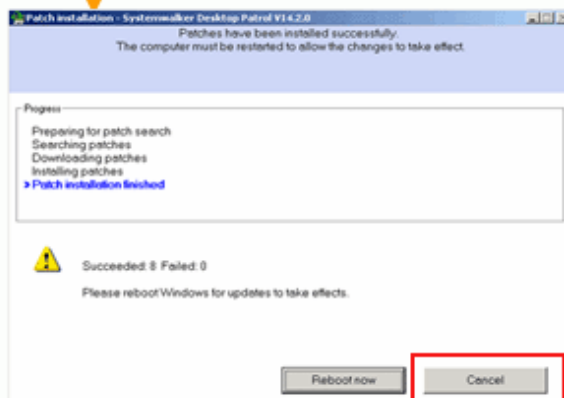 Patch installation - Systemwalker Desktop Patrol V14.2.0
Patches have been installed successfully.
The computer must be restarted to allow the changes to take effect.
Progress
Preparing for patch search
Searching patches
Downloading patches
Installing patches
» Patch installation finished
Succeeded: 8 Failed: 0
Please reboot Windows for updates to take effects.
Reboot now
Cancel